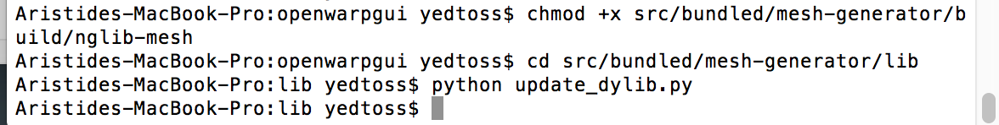 Aristides-MacBook-Pro:openwarpgui yedtoss$ chmod +x src/bundled/mesh-generator/b
uild/nglib-mesh
Aristides-MacBook-Pro:openwarpgui yedtoss$ cd src/bundled/mesh-generator/lib
Aristides-MacBook-Pro:lib yedtoss$ python update_dylib.py
Aristides-MacBook-Pro:lib yedtoss$